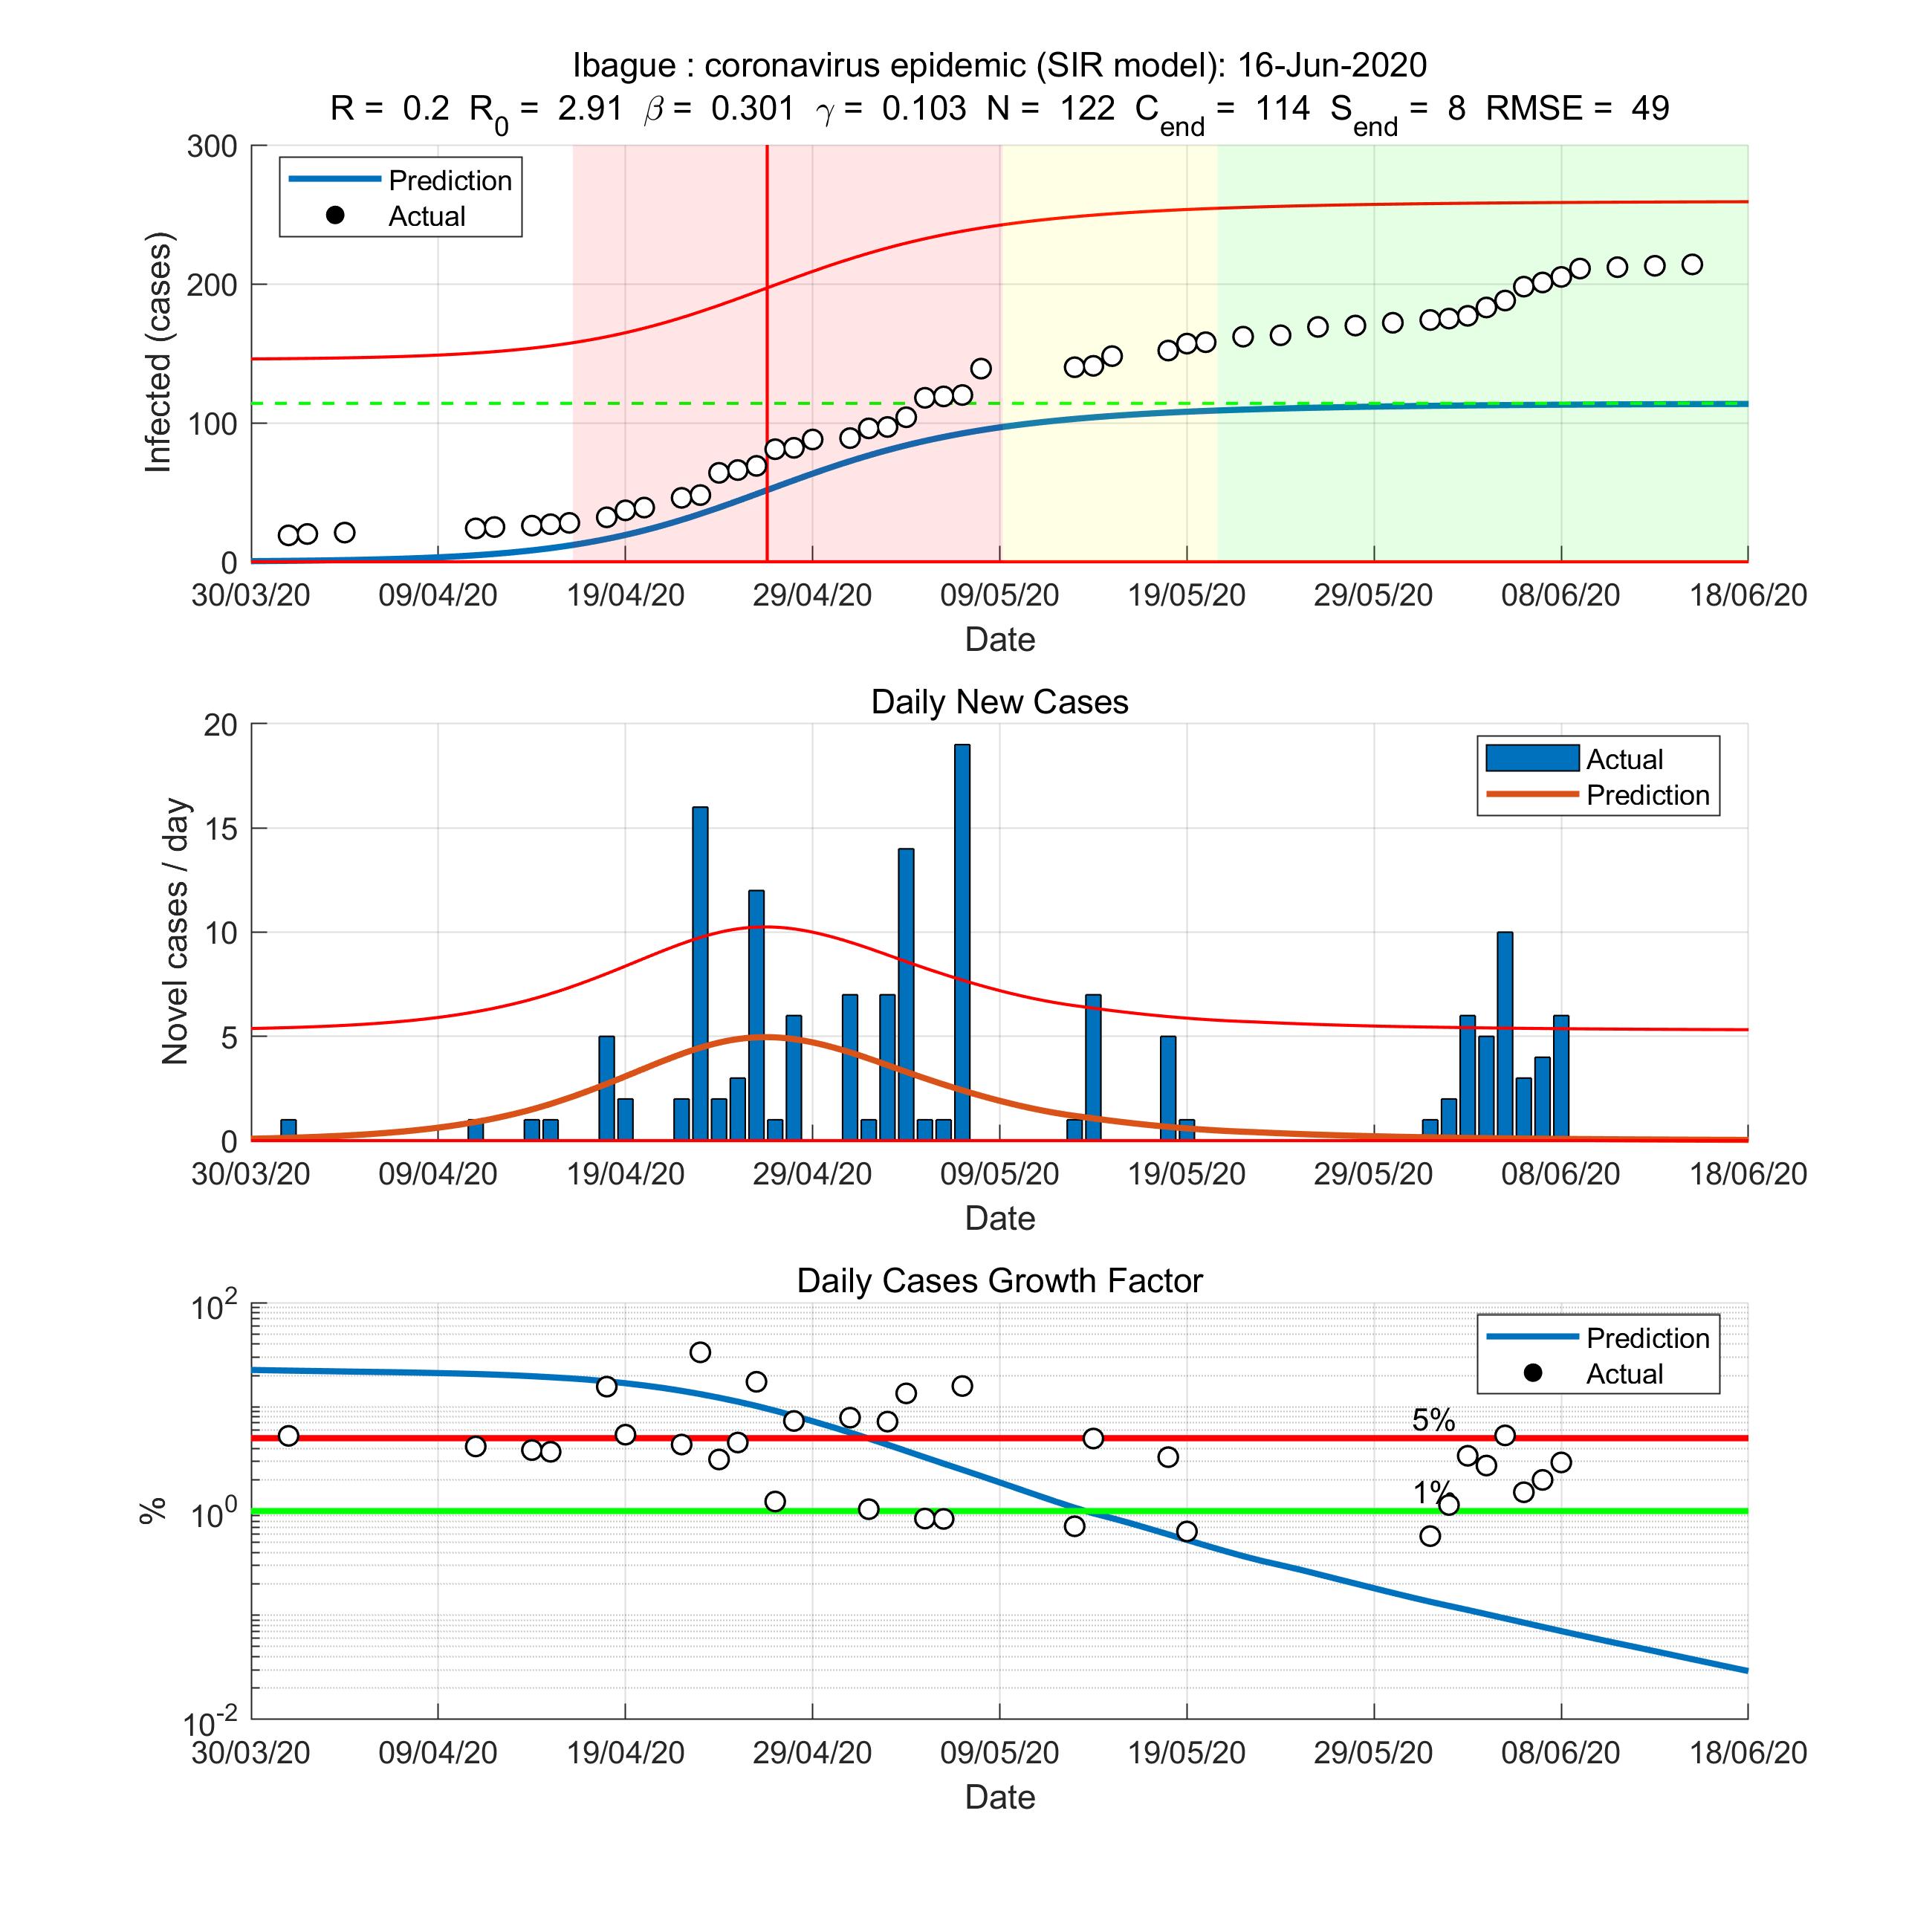 Ibague : coronavirus epidemic (SIR model): 16-Jun-2020
R = 0.2 R0 = 2.91 β = 0.301 γ = 0.103 N = 122 Cend = 114 Send = 8 RMSE = 49
300
200
100
0
Infected (cases)
Prediction
Actual
30/03/20 09/04/20 19/04/20 29/04/20 09/05/20 19/05/20 29/05/20 08/06/20 18/06/20
Date
Daily New Cases
20
15
10
5
0
Novel cases / day
Actual
Prediction
30/03/20 09/04/20 19/04/20 29/04/20 09/05/20 19/05/20 29/05/20 08/06/20 18/06/20
Date
Daily Cases Growth Factor
10^2
10^0
10^-2
%
Prediction
Actual
5%
1%
30/03/20 09/04/20 19/04/20 29/04/20 09/05/20 19/05/20 29/05/20 08/06/20 18/06/20
Date